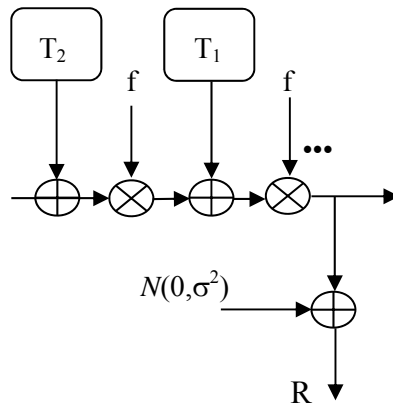 T₂ f T₁ f
...
N(0,σ²)
R